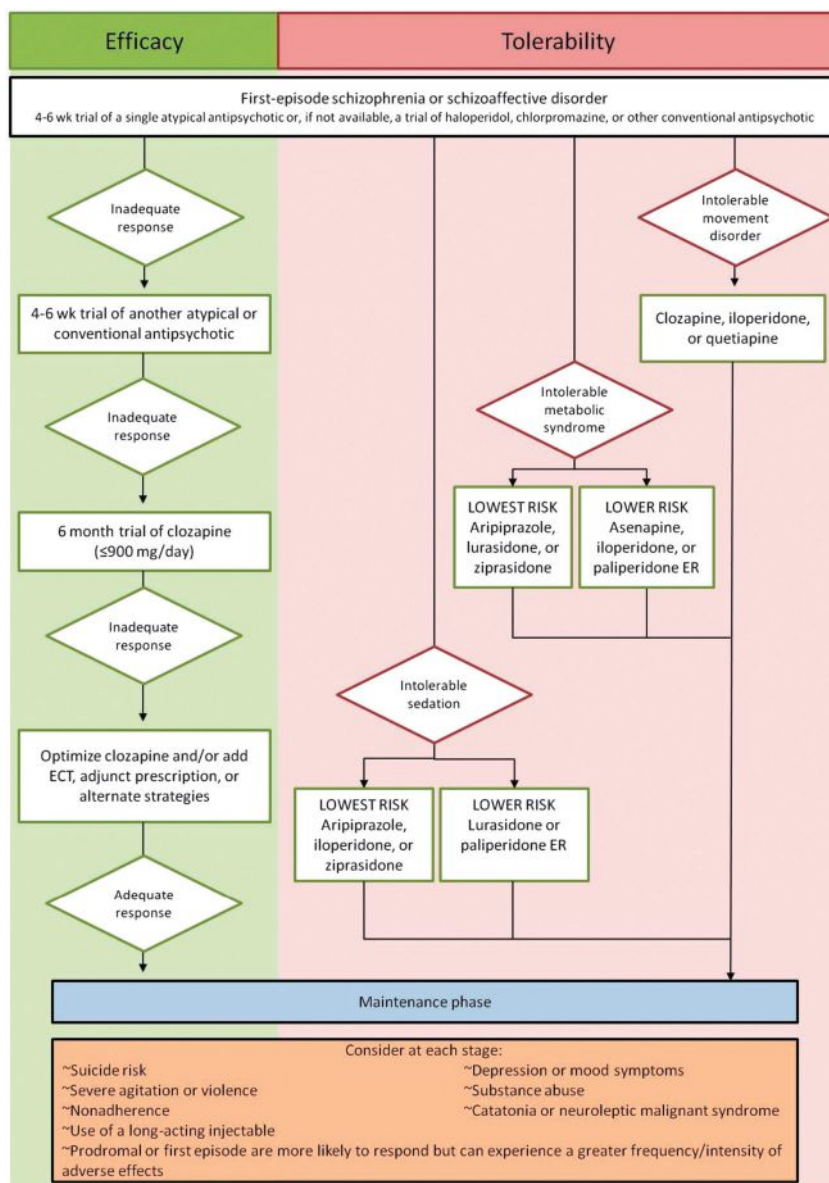 Efficacy
Tolerability
First-episode schizophrenia or schizoaffective disorder
4-6 wk trial of a single atypical antipsychotic or, if not available, a trial of haloperidol, chlorpromazine, or other conventional antipsychotic
Inadequate
response
Intolerable
movement
disorder
4-6 wk trial of another atypical or
conventional antipsychotic
Clozapine, iloperidone,
or quetiapine
Inadequate
response
Intolerable
metabolic
syndrome
6 month trial of clozapine
(≤900 mg/day)
LOWEST RISK
Aripiprazole,
lurasidone, or
ziprasidone
LOWER RISK
Asenapine,
iloperidone, or
paliperidone ER
Inadequate
response
Intolerable
sedation
Optimize clozapine and/or add
ECT, adjunct prescription, or
alternate strategies
LOWEST RISK
Aripiprazole,
iloperidone, or
ziprasidone
LOWER RISK
Lurasidone or
paliperidone ER
Adequate
response
Maintenance phase
Consider at each stage:
~Suicide risk
~Severe agitation or violence
~Nonadherence
~Use of a long-acting injectable
~Depression or mood symptoms
~Substance abuse
~Catatonia or neuroleptic malignant syndrome
~Prodromal or first episode are more likely to respond but can experience a greater frequency/intensity of
adverse effects